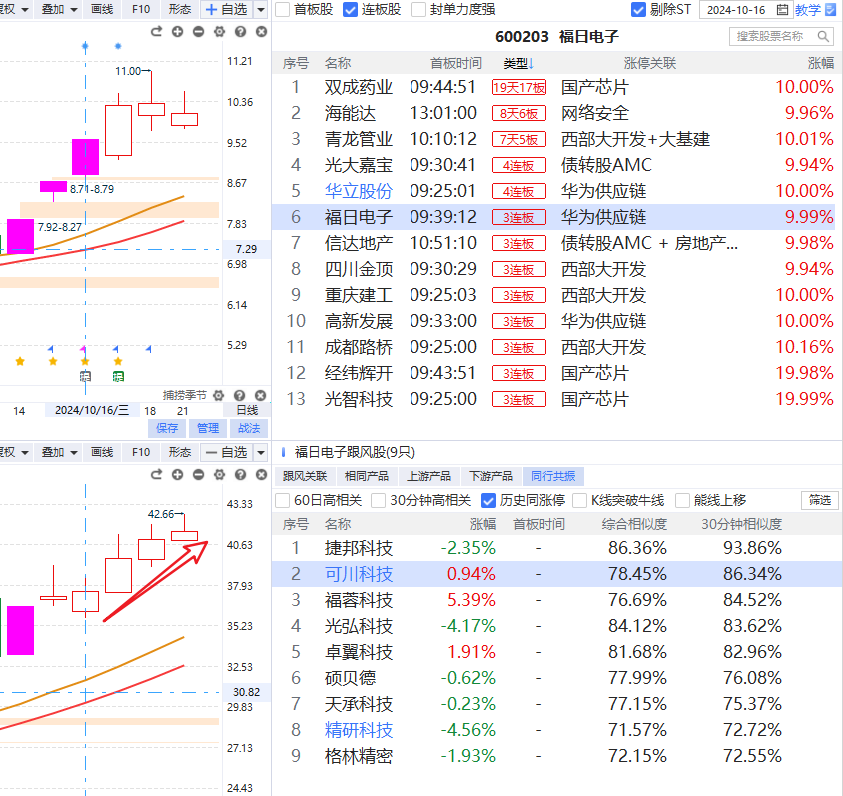 权 叠加 画线 F10 形态 十自选
首板股 连板股 封单力度强 剔除ST 2024-10-16 教学
600203 福日电子 搜索股票名称
序号 名称 首板时间 类型↓ 涨停关联 涨幅
1 双成药业 09:44:51 19天17板 国产芯片 10.00%
2 海能达 13:01:00 8天6板 网络安全 9.96%
3 青龙管业 10:10:12 7天5板 西部大开发+大基建 10.01%
4 光大嘉宝 09:30:41 4连板 债转股AMC 9.94%
5 华立股份 09:25:01 4连板 华为供应链 10.00%
6 福日电子 09:39:12 3连板 华为供应链 9.99%
7 信达地产 10:51:10 3连板 债转股AMC + 房地产... 9.98%
8 四川金顶 09:30:29 3连板 西部大开发 9.94%
9 重庆建工 09:25:03 3连板 西部大开发 10.00%
10 高新发展 09:33:00 3连板 华为供应链 10.00%
11 成都路桥 09:25:00 3连板 西部大开发 10.16%
12 经纬辉开 09:43:51 3连板 国产芯片 19.98%
13 光智科技 09:25:00 3连板 国产芯片 19.99%
11.00
8.71-8.79
7.92-8.27
11.21
10.36
9.52
8.67
7.83
7.29
6.98
6.14
5.29
捕捞季节
14 2024/10/16/三 18 21 日线
保存 管理 战法
权 叠加 画线 F10 形态 一自选
福日电子跟风股(9只)
跟风关联 相同产品 上游产品 下游产品 同行共振
60日高相关 30分钟高相关 历史同涨停 K线突破牛线 熊线上移 筛选
序号 名称 涨幅 首板时间 综合相似度 30分钟相似度
1 捷邦科技 -2.35% - 86.36% 93.86%
2 可川科技 0.94% - 78.45% 86.34%
3 福蓉科技 5.39% - 76.69% 84.52%
4 光弘科技 -4.17% - 84.12% 83.62%
5 卓翼科技 1.91% - 81.68% 82.96%
6 硕贝德 -0.62% - 77.99% 76.08%
7 天承科技 -0.23% - 77.15% 75.37%
8 精研科技 -4.56% - 71.57% 72.72%
9 格林精密 -1.93% - 72.15% 72.55%
42.66
43.33
40.63
37.93
35.23
32.53
30.82
29.83
27.13
24.43